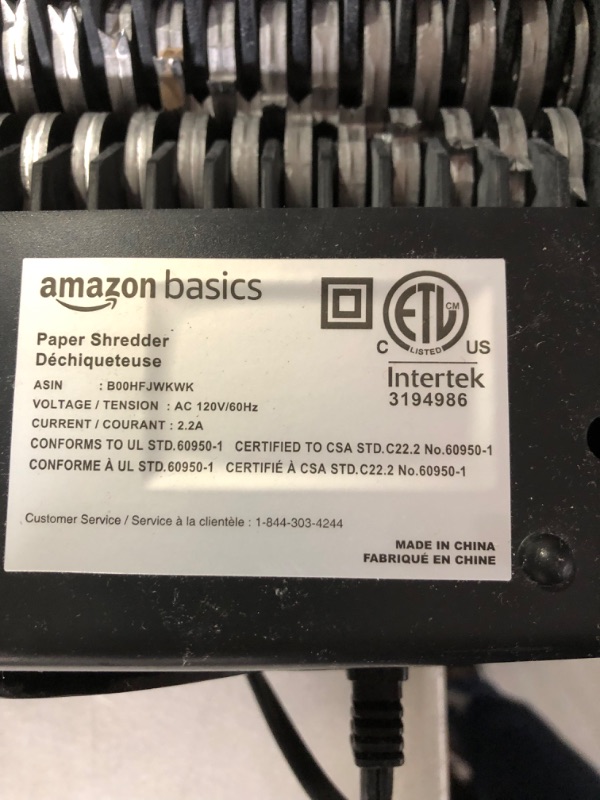 amazon basics
Paper Shredder
Déchiqueteuse
ASIN : B00HFJWKWK
VOLTAGE / TENSION : AC 120V/60Hz
CURRENT / COURANT : 2.2A
CONFORMS TO UL STD.60950-1 CERTIFIED TO CSA STD.C22.2 No.60950-1
CONFORME À UL STD.60950-1 CERTIFIÉ À CSA STD.C22.2 No.60950-1
ETL CM
C LISTED US
Intertek
3194986
Customer Service / Service à la clientèle : 1-844-303-4244
MADE IN CHINA
FABRIQUÉ EN CHINE